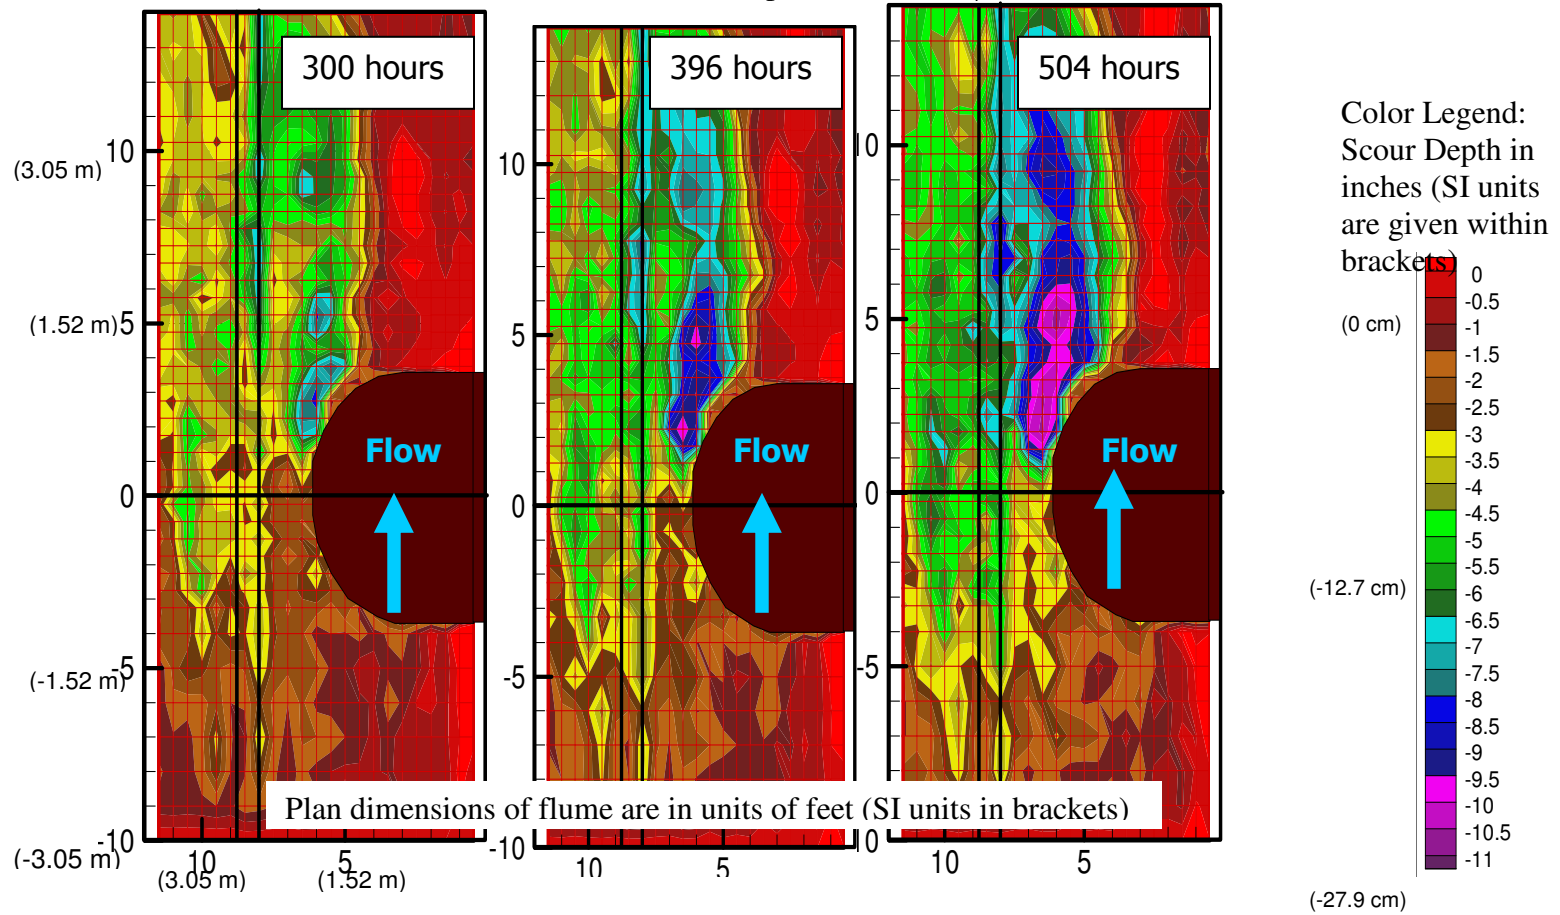 300 hours
396 hours
504 hours
10
(3.05 m)
(1.52 m)
5
0
(-1.52 m)
-5
-10
(-3.05 m)
10
5
(3.05 m)
(1.52 m)
Flow
10
5
0
-5
-10
10
5
Flow
10
5
0
-5
10
5
Flow
Plan dimensions of flume are in units of feet (SI units in brackets)
Color Legend:
Scour Depth in
inches (SI units
are given within
brackets)
0
-0.5
-1
-1.5
-2
-2.5
-3
-3.5
-4
-4.5
-5
-5.5
-6
-6.5
-7
-7.5
-8
-8.5
-9
-9.5
-10
-10.5
-11
(0 cm)
(-12.7 cm)
(-27.9 cm)